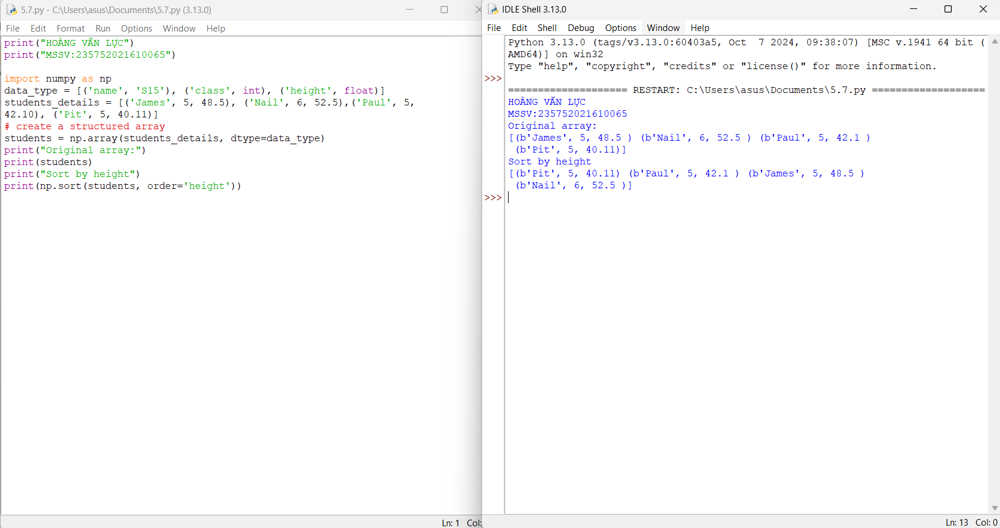 5.7.py - C:\Users\asus\Documents\5.7.py (3.13.0)
File Edit Format Run Options Window Help
print("HOÀNG VĂN LỰC")
print("MSSV:235752021610065")
import numpy as np
data_type = [('name', 'S15'), ('class', int), ('height', float)]
students_details = [('James', 5, 48.5), ('Nail', 6, 52.5),('Paul', 5,
42.10), ('Pit', 5, 40.11)]
# create a structured array
students = np.array(students_details, dtype=data_type)
print("Original array:")
print(students)
print("Sort by height")
print(np.sort(students, order='height'))
Ln: 1 Col:
IDLE Shell 3.13.0
File Edit Shell Debug Options Window Help
Python 3.13.0 (tags/v3.13.0:60403a5, Oct  7 2024, 09:38:07) [MSC v.1941 64 bit (
AMD64)] on win32
Type "help", "copyright", "credits" or "license()" for more information.
>>>
==================== RESTART: C:\Users\asus\Documents\5.7.py ===================
HOÀNG VĂN LỰC
MSSV:235752021610065
Original array:
[(b'James', 5, 48.5 ) (b'Nail', 6, 52.5 ) (b'Paul', 5, 42.1 )
 (b'Pit', 5, 40.11)]
Sort by height
[(b'Pit', 5, 40.11) (b'Paul', 5, 42.1 ) (b'James', 5, 48.5 )
 (b'Nail', 6, 52.5 )]
>>>
Ln: 13 Col: 0